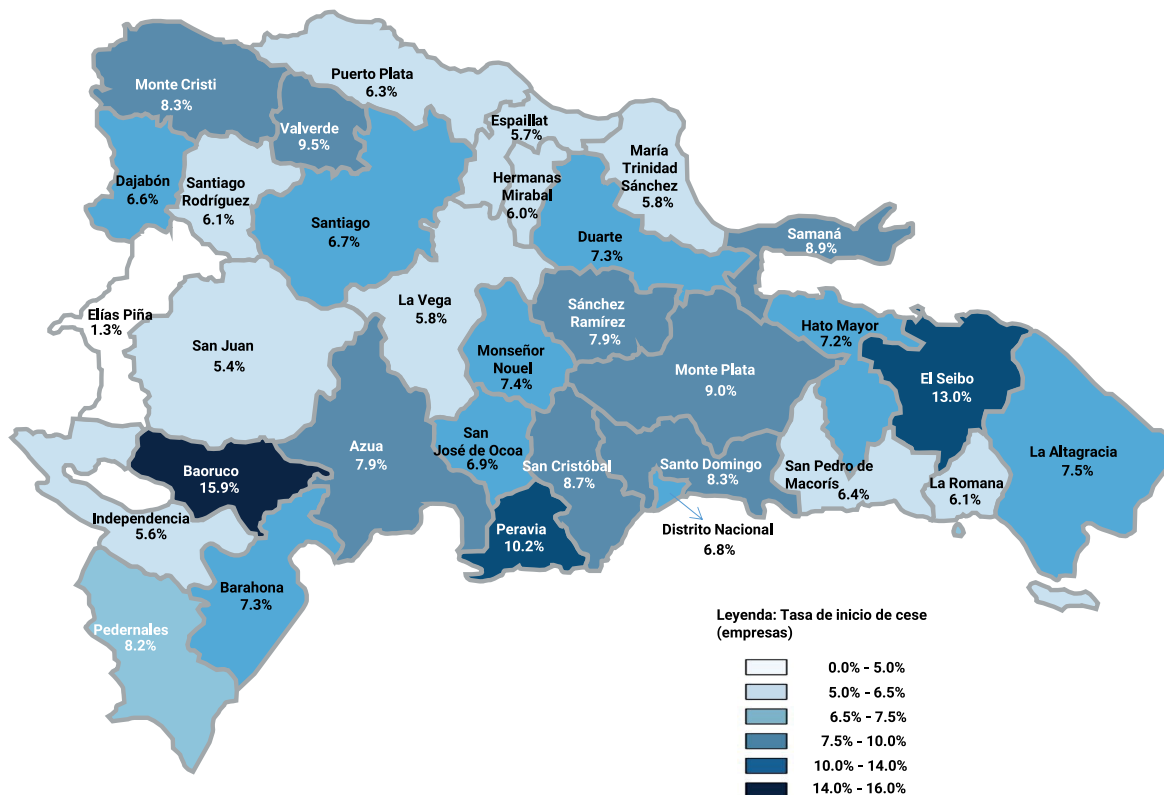 Puerto Plata
6.3%
Monte Cristi
8.3%
Valverde
9.5%
Espaillat
5.7%
María
Trinidad
Sánchez
5.8%
Dajabón
6.6%
Santiago
Rodríguez
6.1%
Hermanas
Mirabal
6.0%
Santiago
6.7%
Duarte
7.3%
Samaná
8.9%
Elías Piña
1.3%
La Vega
5.8%
Sánchez
Ramírez
7.9%
Hato Mayor
7.2%
San Juan
5.4%
Monseñor
Nouel
7.4%
Monte Plata
9.0%
El Seibo
13.0%
Azua
7.9%
San
José de Ocoa
6.9%
San Cristóbal
8.7%
Santo Domingo
8.3%
San Pedro de
Macorís
6.4%
La Romana
6.1%
La Altagracia
7.5%
Baoruco
15.9%
Independencia
5.6%
Peravia
10.2%
Distrito Nacional
6.8%
Barahona
7.3%
Pedernales
8.2%
Leyenda: Tasa de inicio de cese
(empresas)
0.0% - 5.0%
5.0% - 6.5%
6.5% - 7.5%
7.5% - 10.0%
10.0% - 14.0%
14.0% - 16.0%